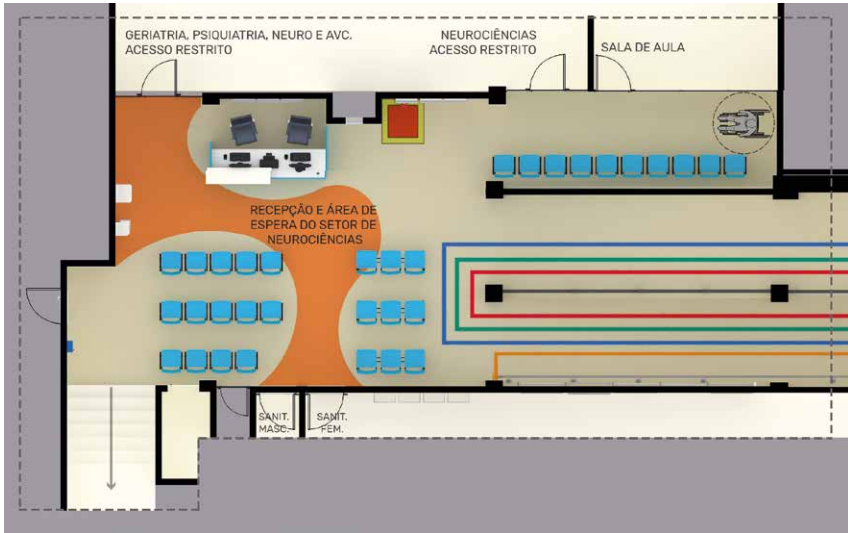 GERIATRIA, PSIQUIATRIA, NEURO E AVC.
ACESSO RESTRITO
NEUROCIÊNCIAS
ACESSO RESTRITO
SALA DE AULA
RECEPÇÃO E ÁREA DE
ESPERA DO SETOR DE
NEUROCIÊNCIAS
SANIT.
MASC.
SANIT.
FEM.